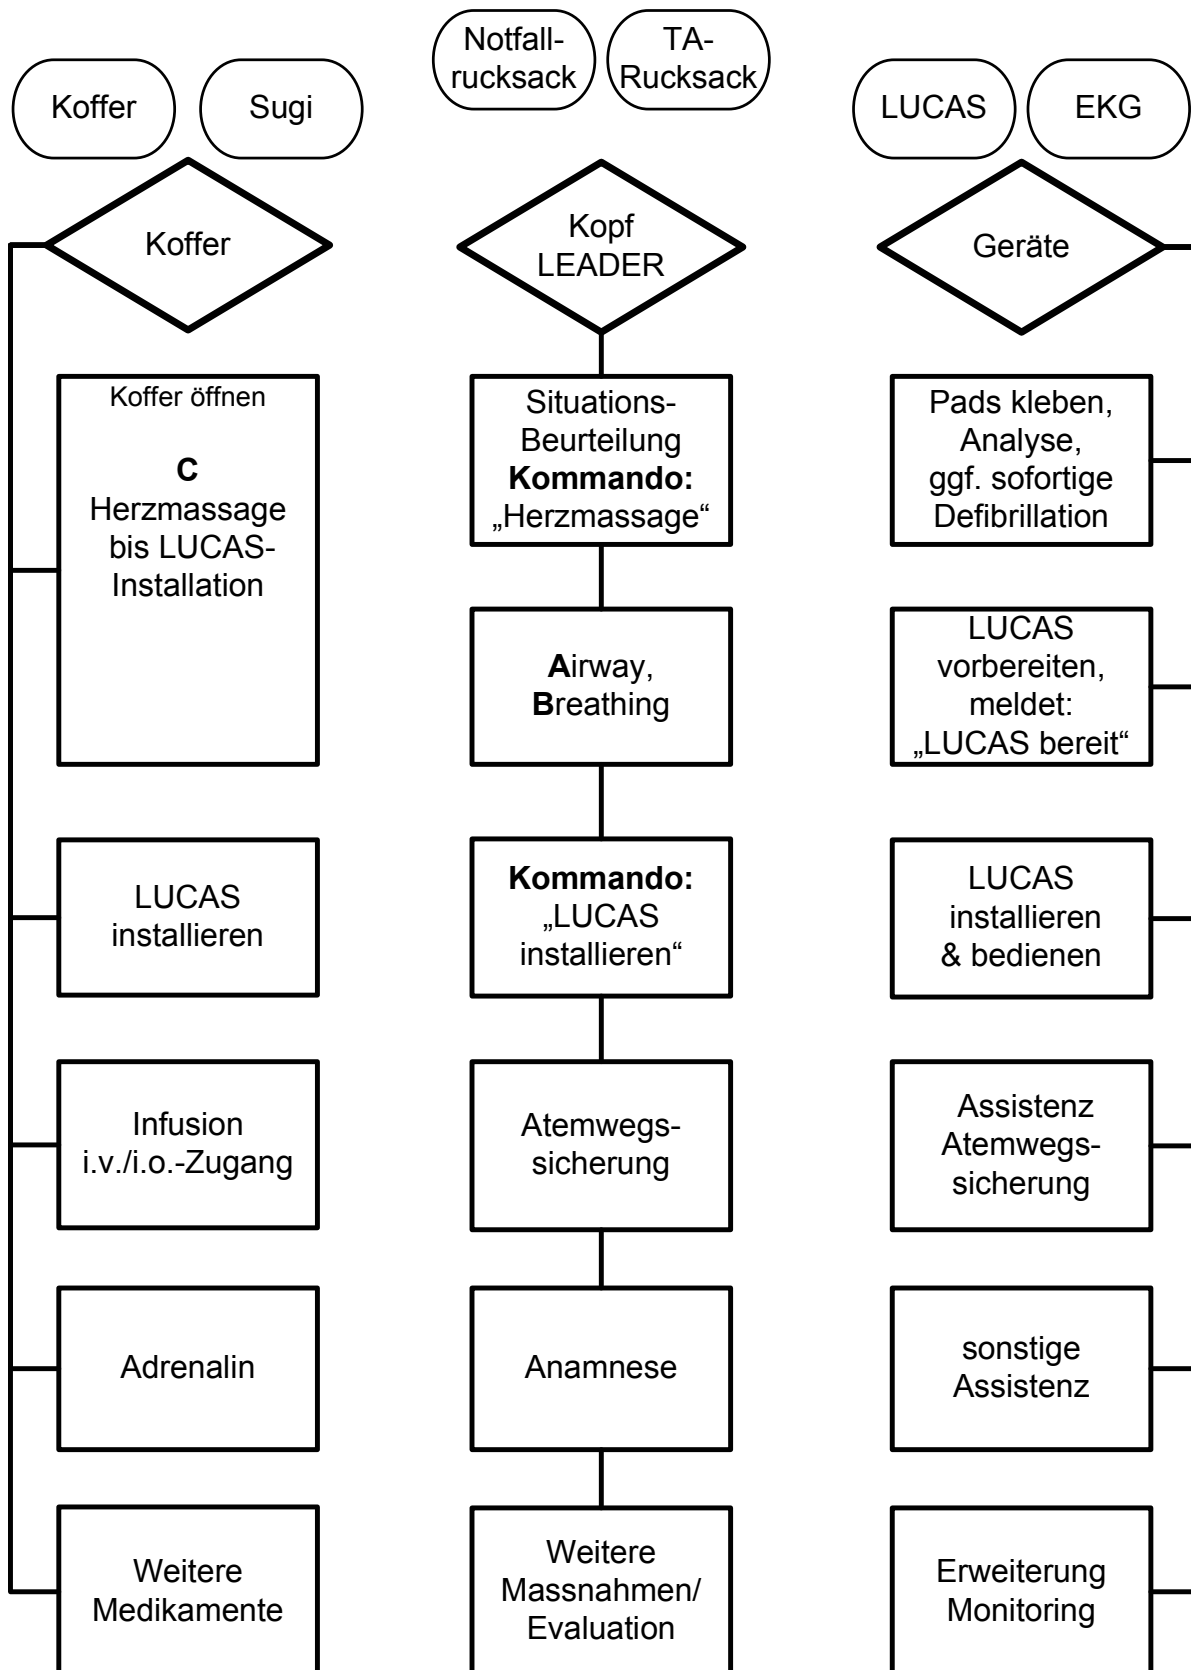 Notfall-
rucksack
TA-
Rucksack
Koffer
Sugi
LUCAS
EKG
Koffer
Kopf
LEADER
Geräte
Koffer öffnen
C
Herzmassage
bis LUCAS-
Installation
Situations-
Beurteilung
Kommando:
„Herzmassage“
Pads kleben,
Analyse,
ggf. sofortige
Defibrillation
Airway,
Breathing
LUCAS
vorbereiten,
meldet:
„LUCAS bereit“
LUCAS
installieren
Kommando:
„LUCAS
installieren“
LUCAS
installieren
& bedienen
Infusion
i.v./i.o.-Zugang
Atemwegs-
sicherung
Assistenz
Atemwegs-
sicherung
Adrenalin
Anamnese
sonstige
Assistenz
Weitere
Medikamente
Weitere
Massnahmen/
Evaluation
Erweiterung
Monitoring